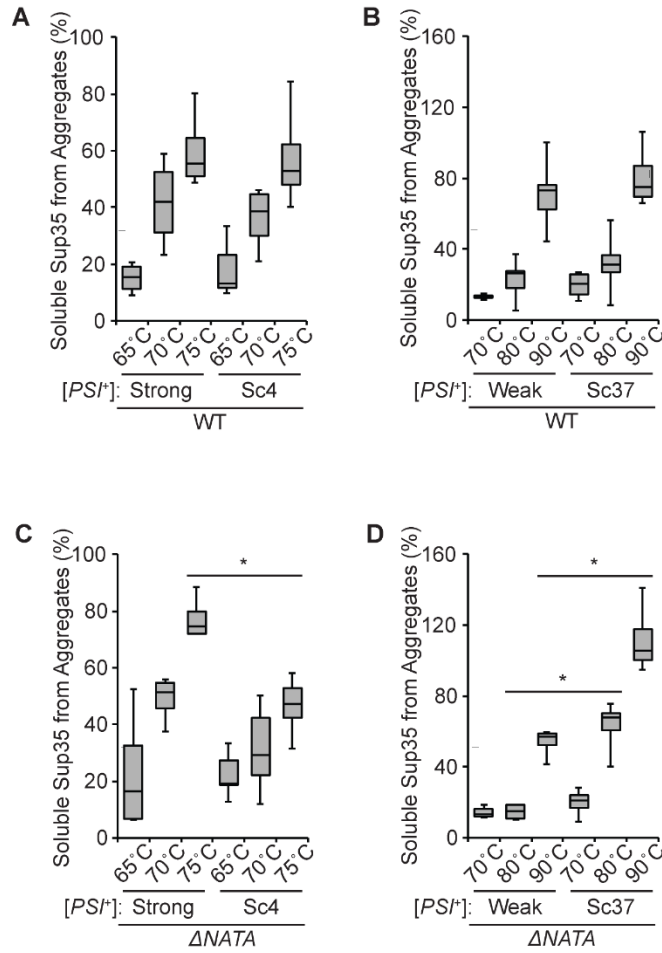 A
Soluble Sup35 from Aggregates (%)
100
80
60
40
20
0
65˚C 70˚C 75˚C 65˚C 70˚C 75˚C
[PSI⁺]: Strong Sc4
WT
B
Soluble Sup35 from Aggregates (%)
160
120
80
40
0
70˚C 80˚C 90˚C 70˚C 80˚C 90˚C
[PSI⁺]: Weak Sc37
WT
C
Soluble Sup35 from Aggregates (%)
100
80
60
40
20
0
*
65˚C 70˚C 75˚C 65˚C 70˚C 75˚C
[PSI⁺]: Strong Sc4
ΔNATA
D
Soluble Sup35 from Aggregates (%)
160
120
80
40
0
*
*
70˚C 80˚C 90˚C 70˚C 80˚C 90˚C
[PSI⁺]: Weak Sc37
ΔNATA